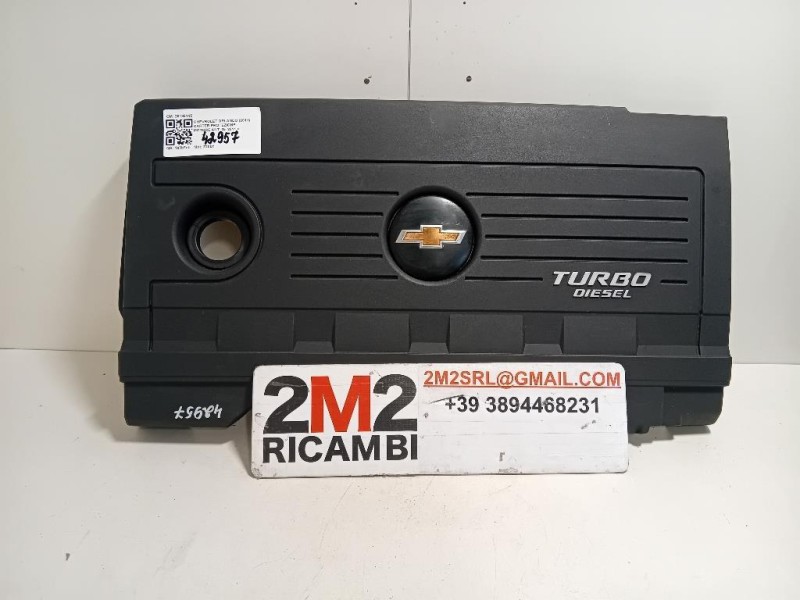 42957
TURBO
DIESEL
42957
2M2
RICAMBI
2M2SRL@GMAIL.COM
+39 3894468231